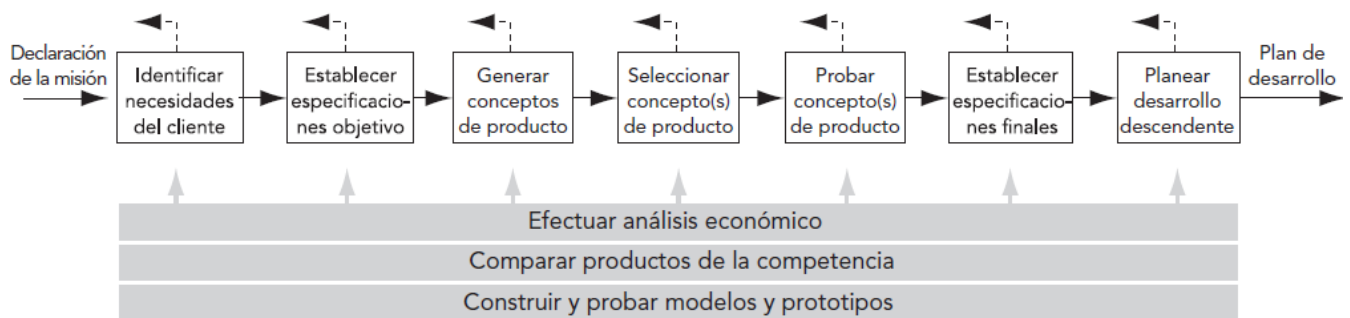 Declaración
de la misión
Identificar
necesidades
del cliente
Establecer
especificacio-
nes objetivo
Generar
conceptos
de producto
Seleccionar
concepto(s)
de producto
Probar
concepto(s)
de producto
Establecer
especificacio-
nes finales
Planear
desarrollo
descendente
Plan de
desarrollo
Efectuar análisis económico
Comparar productos de la competencia
Construir y probar modelos y prototipos